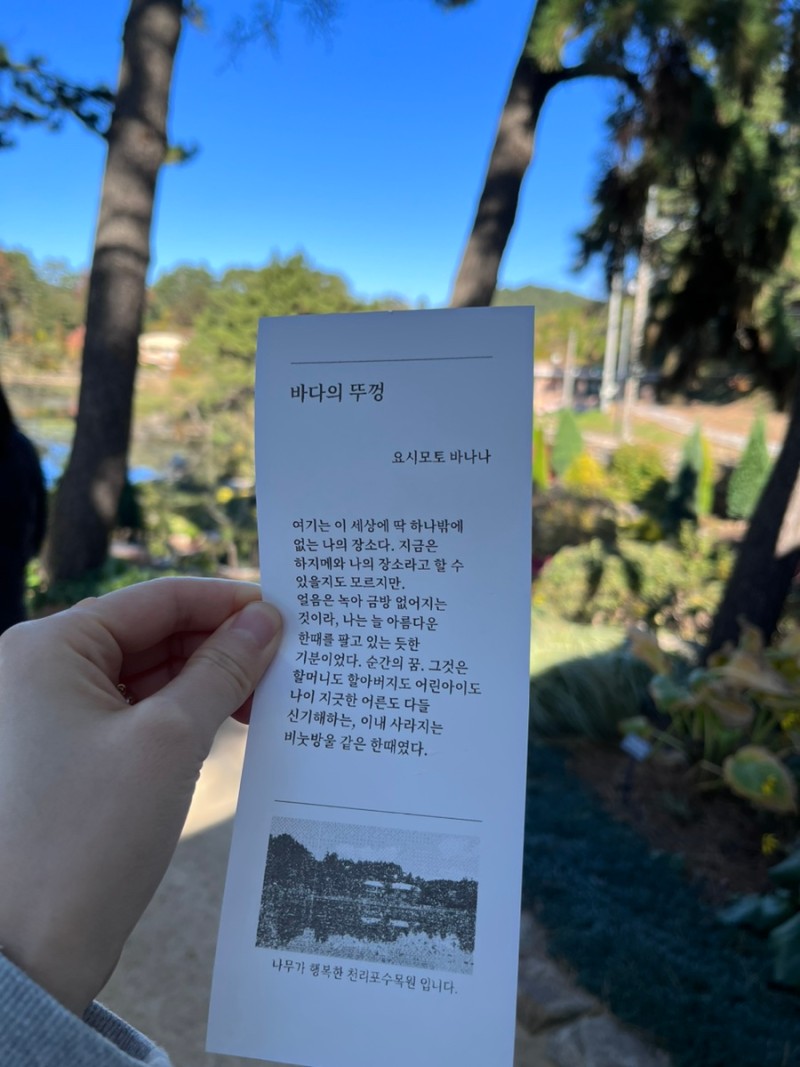 바다의 뚜껑
요시모토 바나나
여기는 이 세상에 딱 하나밖에
없는 나의 장소다. 지금은
하지메와 나의 장소라고 할 수
있을지도 모르지만.
얼음은 녹아 금방 없어지는
것이라, 나는 늘 아름다운
한때를 팔고 있는 듯한
기분이었다. 순간의 꿈. 그것은
할머니도 할아버지도 어린아이도
나이 지긋한 어른도 다들
신기해하는, 이내 사라지는
비눗방울 같은 한때였다.
나무가 행복한 천리포수목원 입니다.